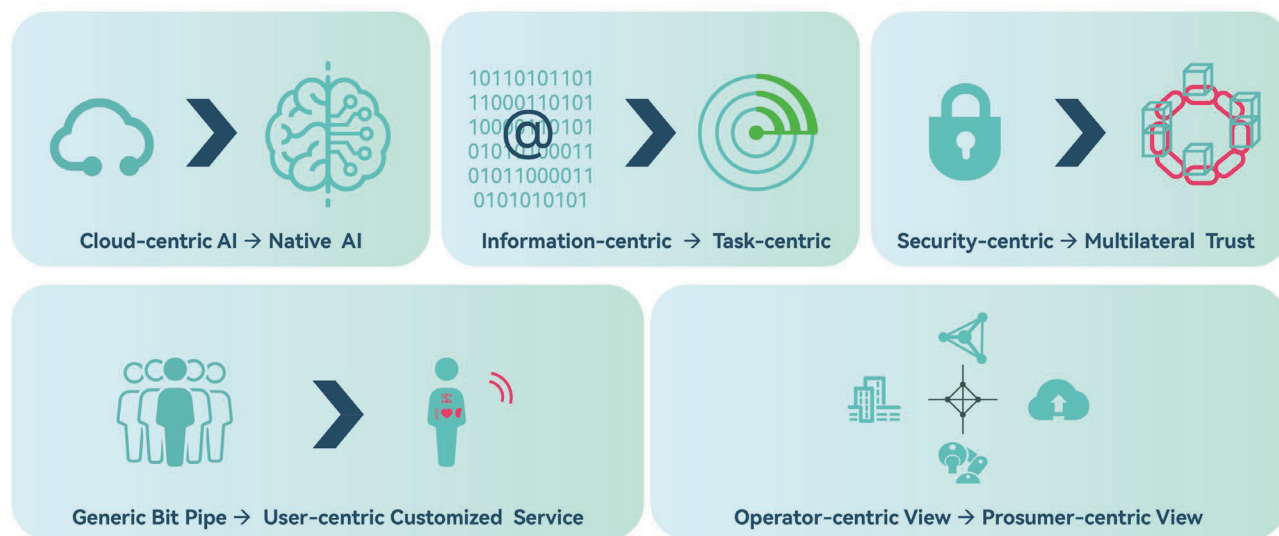 10110101101
11000110101
@
01011000011
0101010101
Cloud-centric AI → Native AI
Information-centric → Task-centric
Security-centric → Multilateral Trust
Generic Bit Pipe → User-centric Customized Service
Operator-centric View → Prosumer-centric View